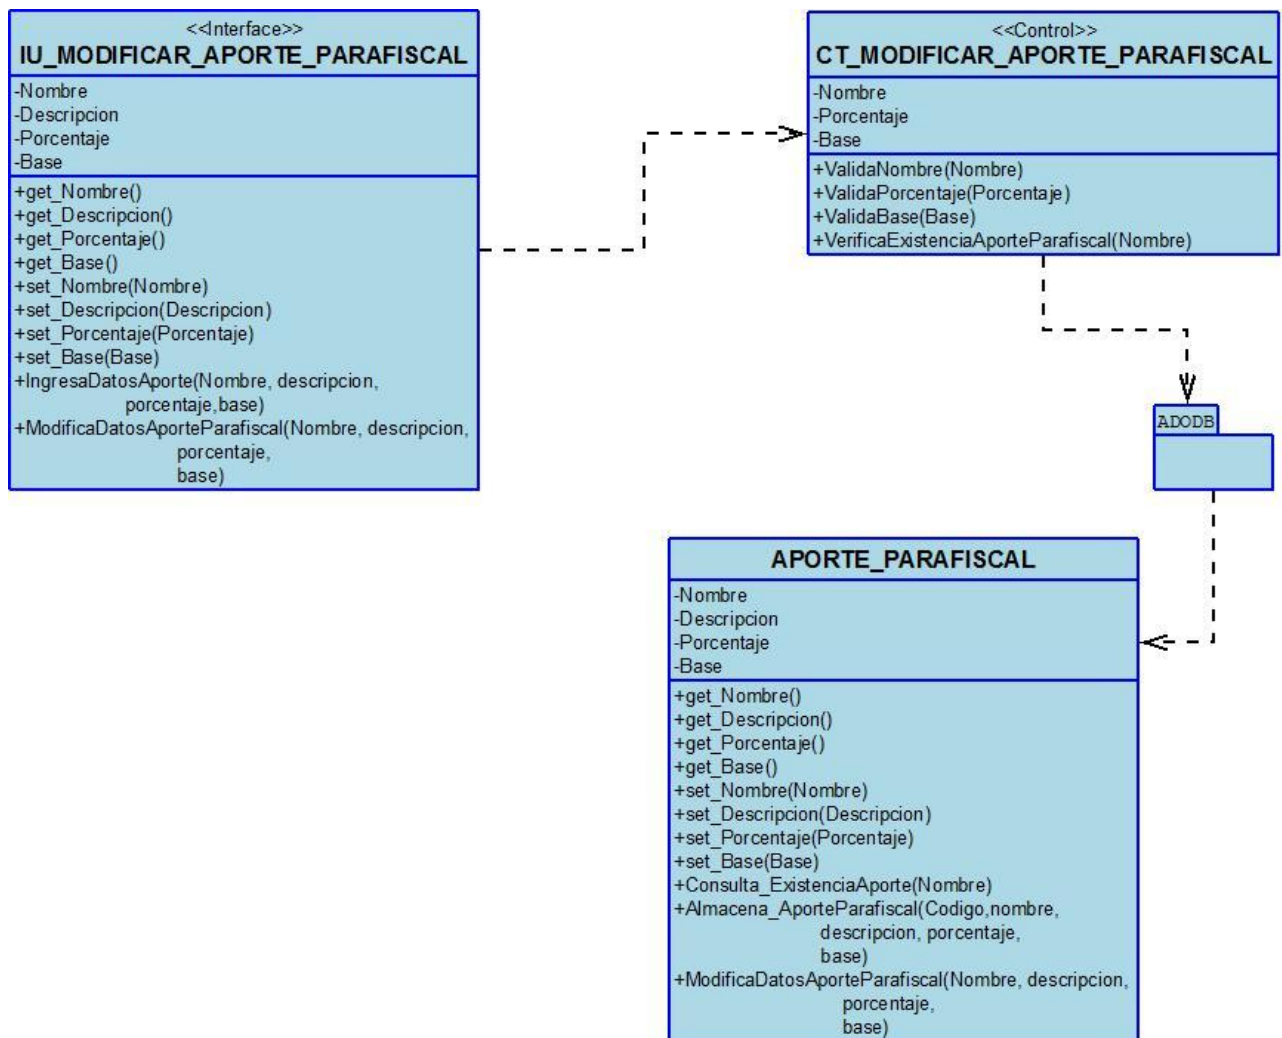 <<Interface>>
IU_MODIFICAR_APORTE_PARAFISCAL
-Nombre
-Descripcion
-Porcentaje
-Base
+get_Nombre()
+get_Descripcion()
+get_Porcentaje()
+get_Base()
+set_Nombre(Nombre)
+set_Descripcion(Descripcion)
+set_Porcentaje(Porcentaje)
+set_Base(Base)
+IngresaDatosAporte(Nombre, descripcion,
porcentaje,base)
+ModificaDatosAporteParafiscal(Nombre, descripcion,
porcentaje,
base)
<<Control>>
CT_MODIFICAR_APORTE_PARAFISCAL
-Nombre
-Porcentaje
-Base
+ValidaNombre(Nombre)
+ValidaPorcentaje(Porcentaje)
+ValidaBase(Base)
+VerificaExistenciaAporteParafiscal(Nombre)
ADODB
APORTE_PARAFISCAL
-Nombre
-Descripcion
-Porcentaje
-Base
+get_Nombre()
+get_Descripcion()
+get_Porcentaje()
+get_Base()
+set_Nombre(Nombre)
+set_Descripcion(Descripcion)
+set_Porcentaje(Porcentaje)
+set_Base(Base)
+Consulta_ExistenciaAporte(Nombre)
+Almacena_AporteParafiscal(Codigo,nombre,
descripcion, porcentaje,
base)
+ModificaDatosAporteParafiscal(Nombre, descripcion,
porcentaje,
base)